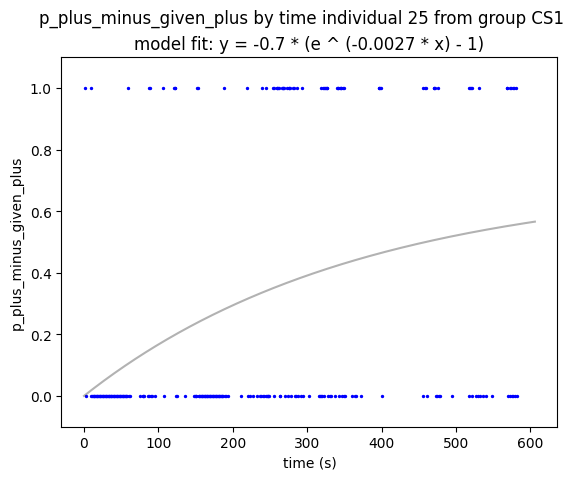 p_plus_minus_given_plus by time individual 25 from group CS1
model fit: y = -0.7 * (e ^ (-0.0027 * x) - 1)
1.0
0.8
0.6
0.4
0.2
0.0
p_plus_minus_given_plus
0 100 200 300 400 500 600
time (s)